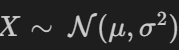 X ∼ 𝒩(μ, σ²)